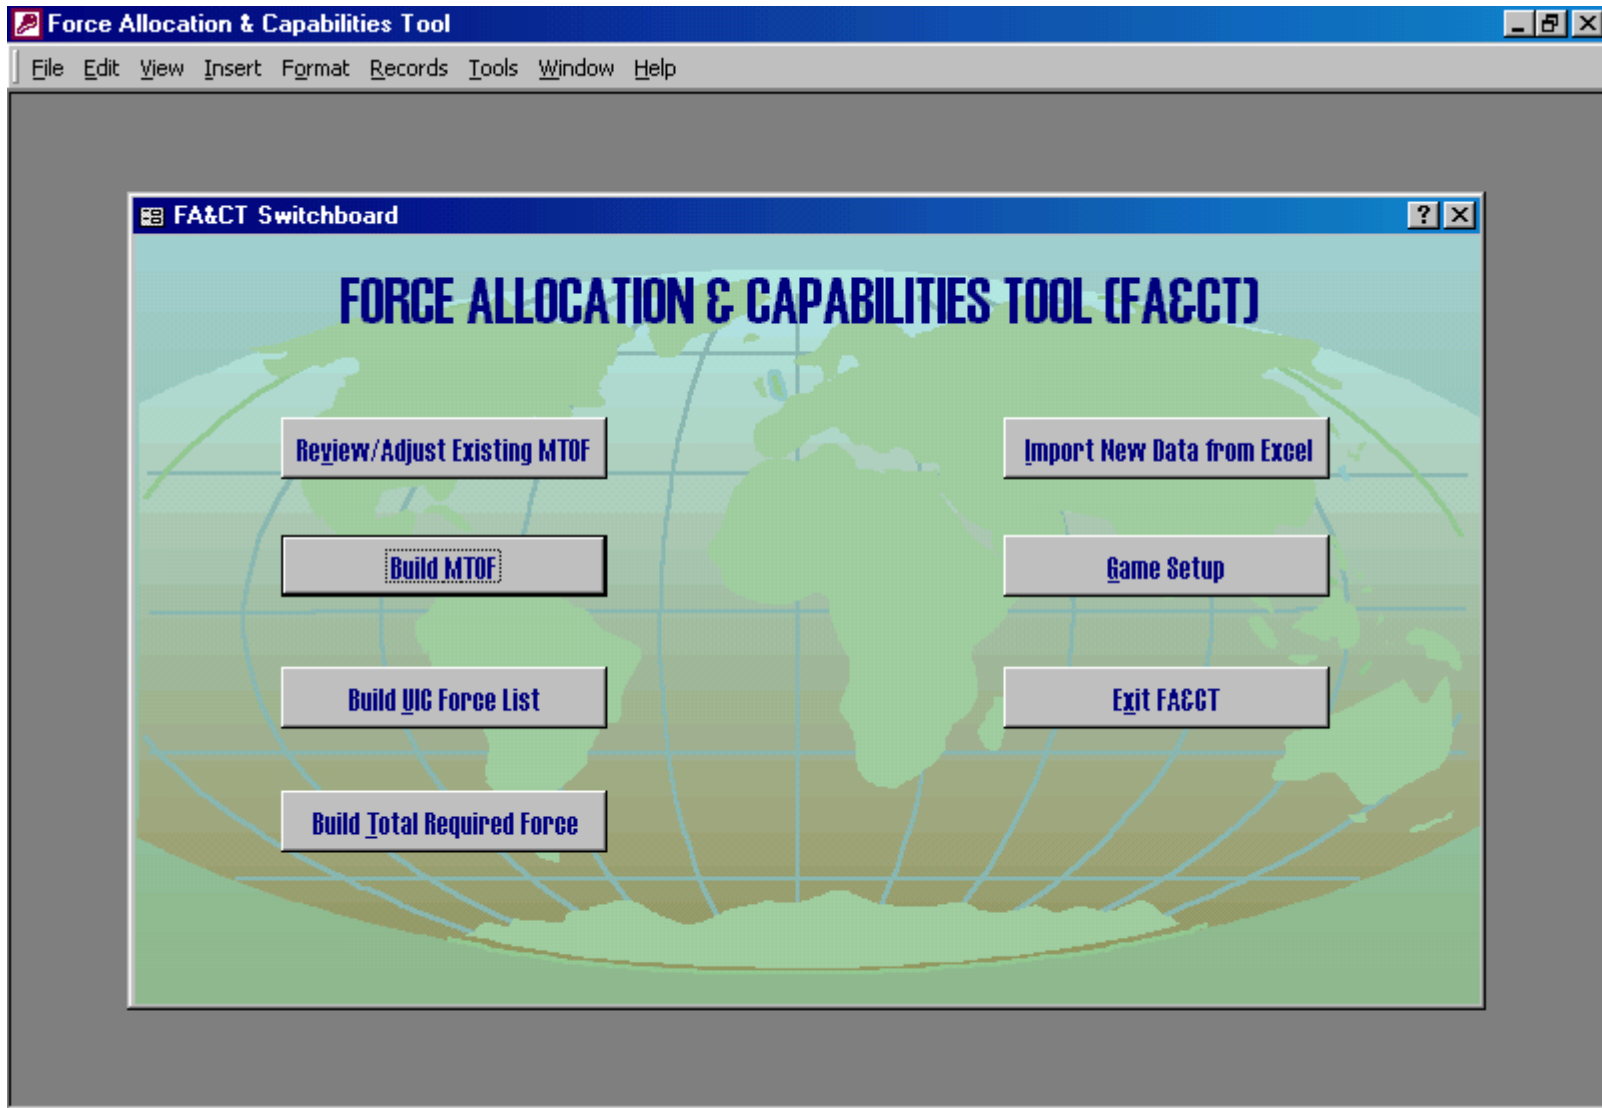 Force Allocation & Capabilities Tool
File Edit View Insert Format Records Tools Window Help
FA&CT Switchboard
FORCE ALLOCATION & CAPABILITIES TOOL (FA&CT)
Review/Adjust Existing MTOF
Import New Data from Excel
Build MTOF
Game Setup
Build UIC Force List
Exit FA&CT
Build Total Required Force